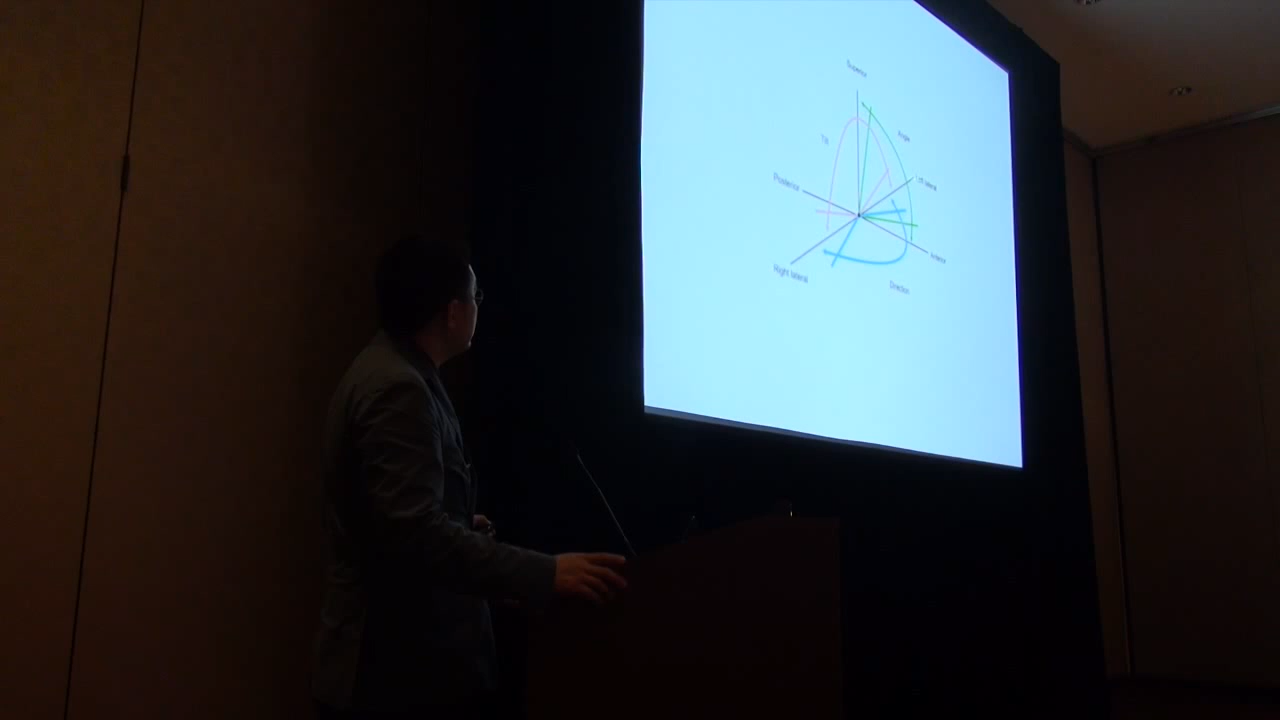 Superior
Angle
Tilt
Posterior
Left lateral
Anterior
Right lateral
Direction